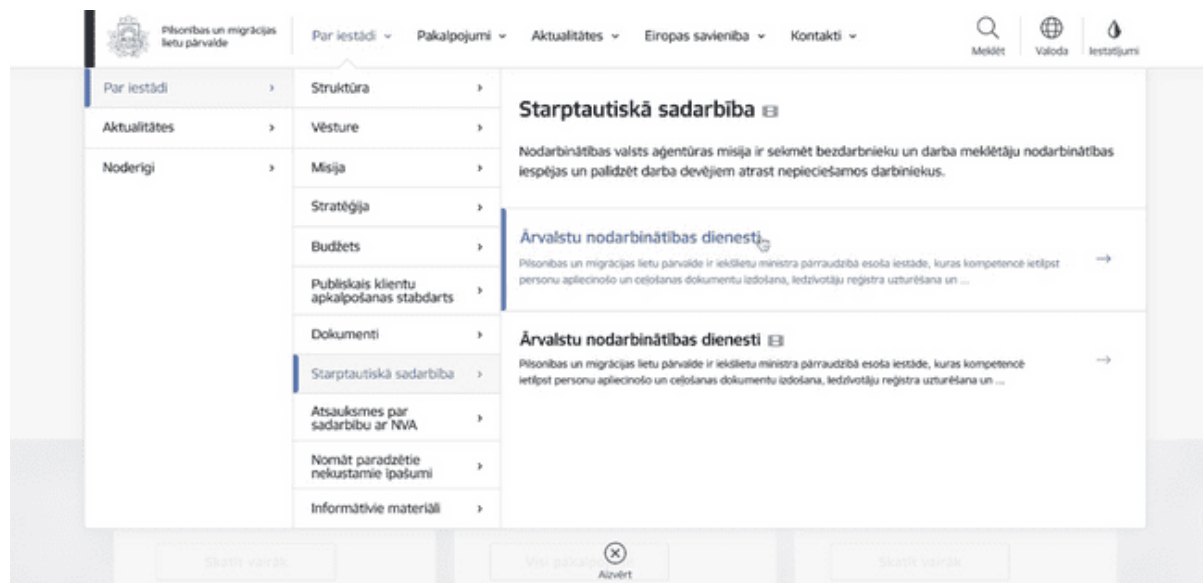 Pilsonības un migrācijas
lietu pārvalde
Par iestādi
Pakalpojumi
Aktualitātes
Eiropas savienība
Kontakti
Meklēt
Valoda
Iestatījumi
Par iestādi
Aktualitātes
Noderīgi
Struktūra
Vēsture
Misija
Stratēģija
Budžets
Publiskais klientu
apkalpošanas stabdarts
Dokumenti
Starptautiskā sadarbība
Atsauksmes par
sadarbību ar NVA
Nomāt paradzētie
nekustamie īpašumi
Informātīvie materiāli
Starptautiskā sadarbība
Nodarbinātības valsts aģentūras misija ir sekmēt bezdarbnieku un darba meklētāju nodarbinātības
iespējas un palīdzēt darba devējiem atrast nepieciešamos darbiniekus.
Ārvalstu nodarbinātības dienesti
Pilsonības un migrācijas lietu pārvalde ir iekšlietu ministra pārraudzībā esoša iestāde, kuras kompetencē ietilpst
personu apliecinošo un ceļošanas dokumentu izdošana, Iedzīvotāju reģistra uzturēšana un ...
Ārvalstu nodarbinātības dienesti
Pilsonības un migrācijas lietu pārvalde ir iekšlietu ministra pārraudzībā esoša iestāde, kuras kompetencē
ietilpst personu apliecinošo un ceļošanas dokumentu izdošana, Iedzīvotāju reģistra uzturēšana un ...
Skatīt vairāk
Visi
Skatīt vairāk
Aizvērt